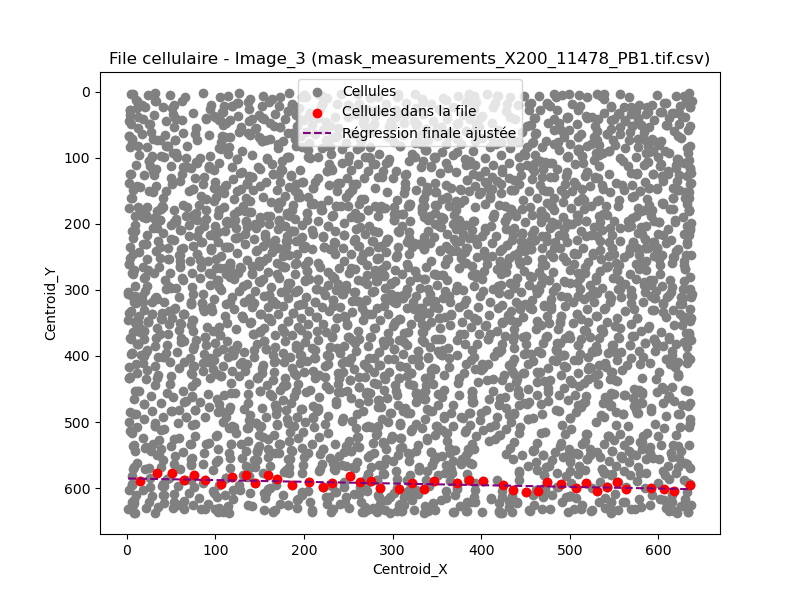 File cellulaire - Image_3 (mask_measurements_X200_11478_PB1.tif.csv)
Cellules
Cellules dans la file
Régression finale ajustée
Centroid_Y
0
100
200
300
400
500
600
0 100 200 300 400 500 600
Centroid_X